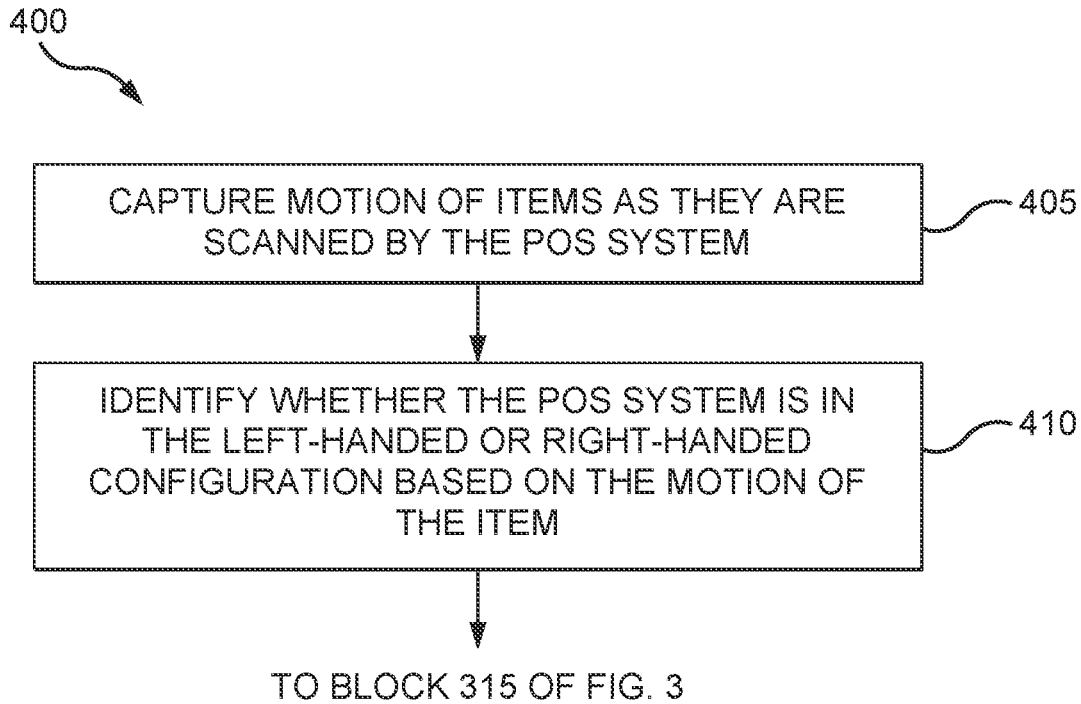 400
CAPTURE MOTION OF ITEMS AS THEY ARE
SCANNED BY THE POS SYSTEM
405
IDENTIFY WHETHER THE POS SYSTEM IS IN
THE LEFT-HANDED OR RIGHT-HANDED
CONFIGURATION BASED ON THE MOTION OF
THE ITEM
410
TO BLOCK 315 OF FIG. 3